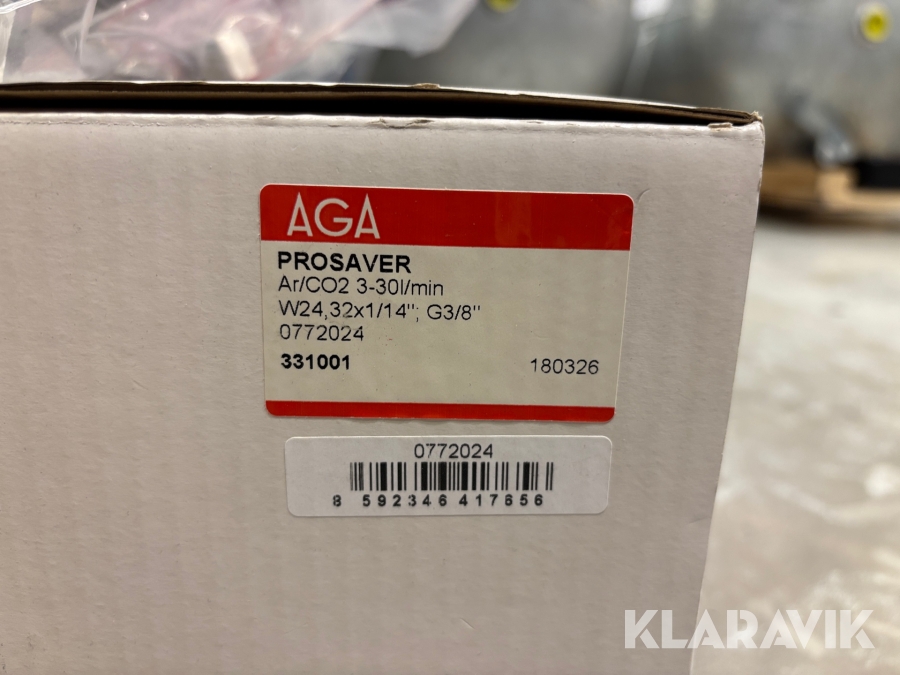 AGA
PROSAVER
Ar/CO2 3-30l/min
W24,32x1/14"; G3/8"
0772024
331001 180326
0772024
8 592346 417656
KLARAVIK